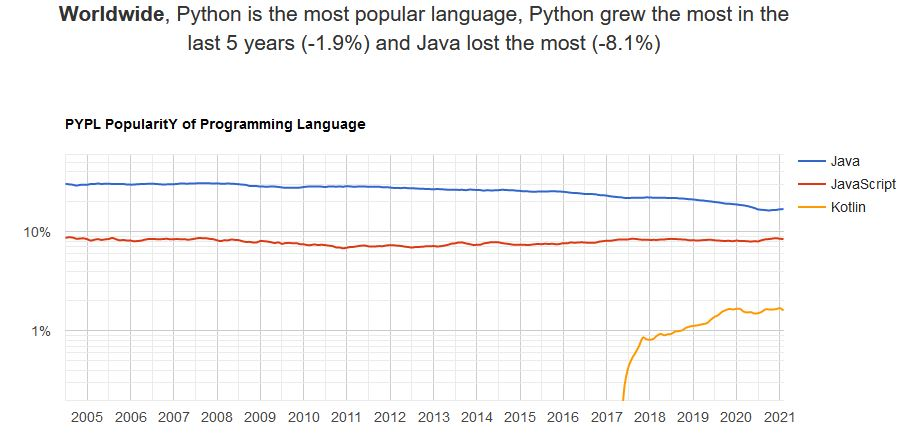 Worldwide, Python is the most popular language, Python grew the most in the
last 5 years (-1.9%) and Java lost the most (-8.1%)
PYPL PopularitY of Programming Language
Java
JavaScript
Kotlin
10%
1%
2005 2006 2007 2008 2009 2010 2011 2012 2013 2014 2015 2016 2017 2018 2019 2020 2021